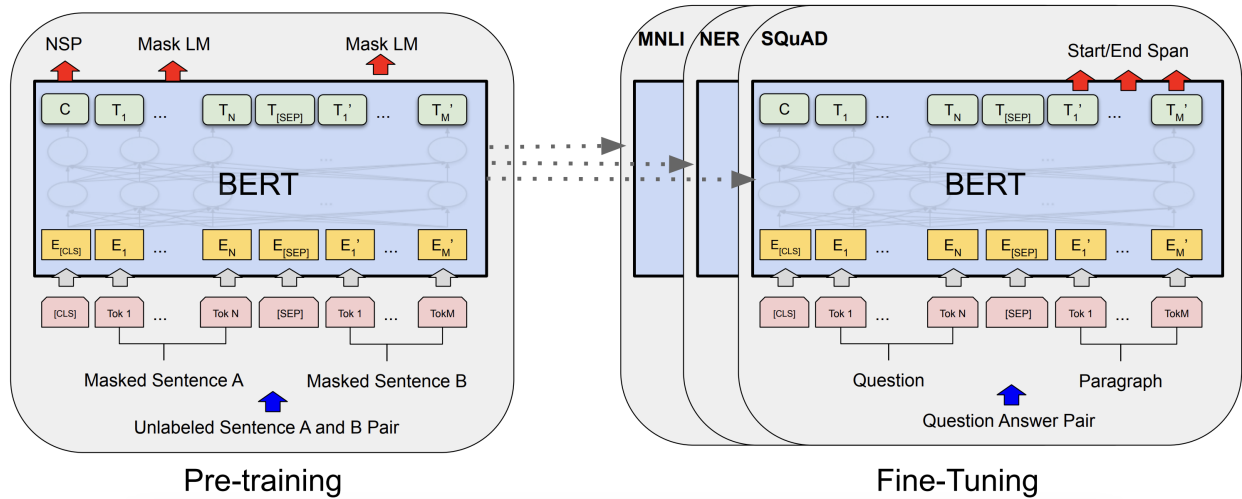 NSP Mask LM Mask LM
C T1 ... TN T[SEP] T1' ... TM'
BERT
E[CLS] E1 ... EN E[SEP] E1' ... EM'
[CLS] Tok 1 ... Tok N [SEP] Tok 1 ... TokM
Masked Sentence A Masked Sentence B
Unlabeled Sentence A and B Pair
Pre-training
MNLI NER SQuAD
Start/End Span
C T1 ... TN T[SEP] T1' ... TM'
BERT
E[CLS] E1 ... EN E[SEP] E1' ... EM'
[CLS] Tok 1 ... Tok N [SEP] Tok 1 ... TokM
Question Paragraph
Question Answer Pair
Fine-Tuning